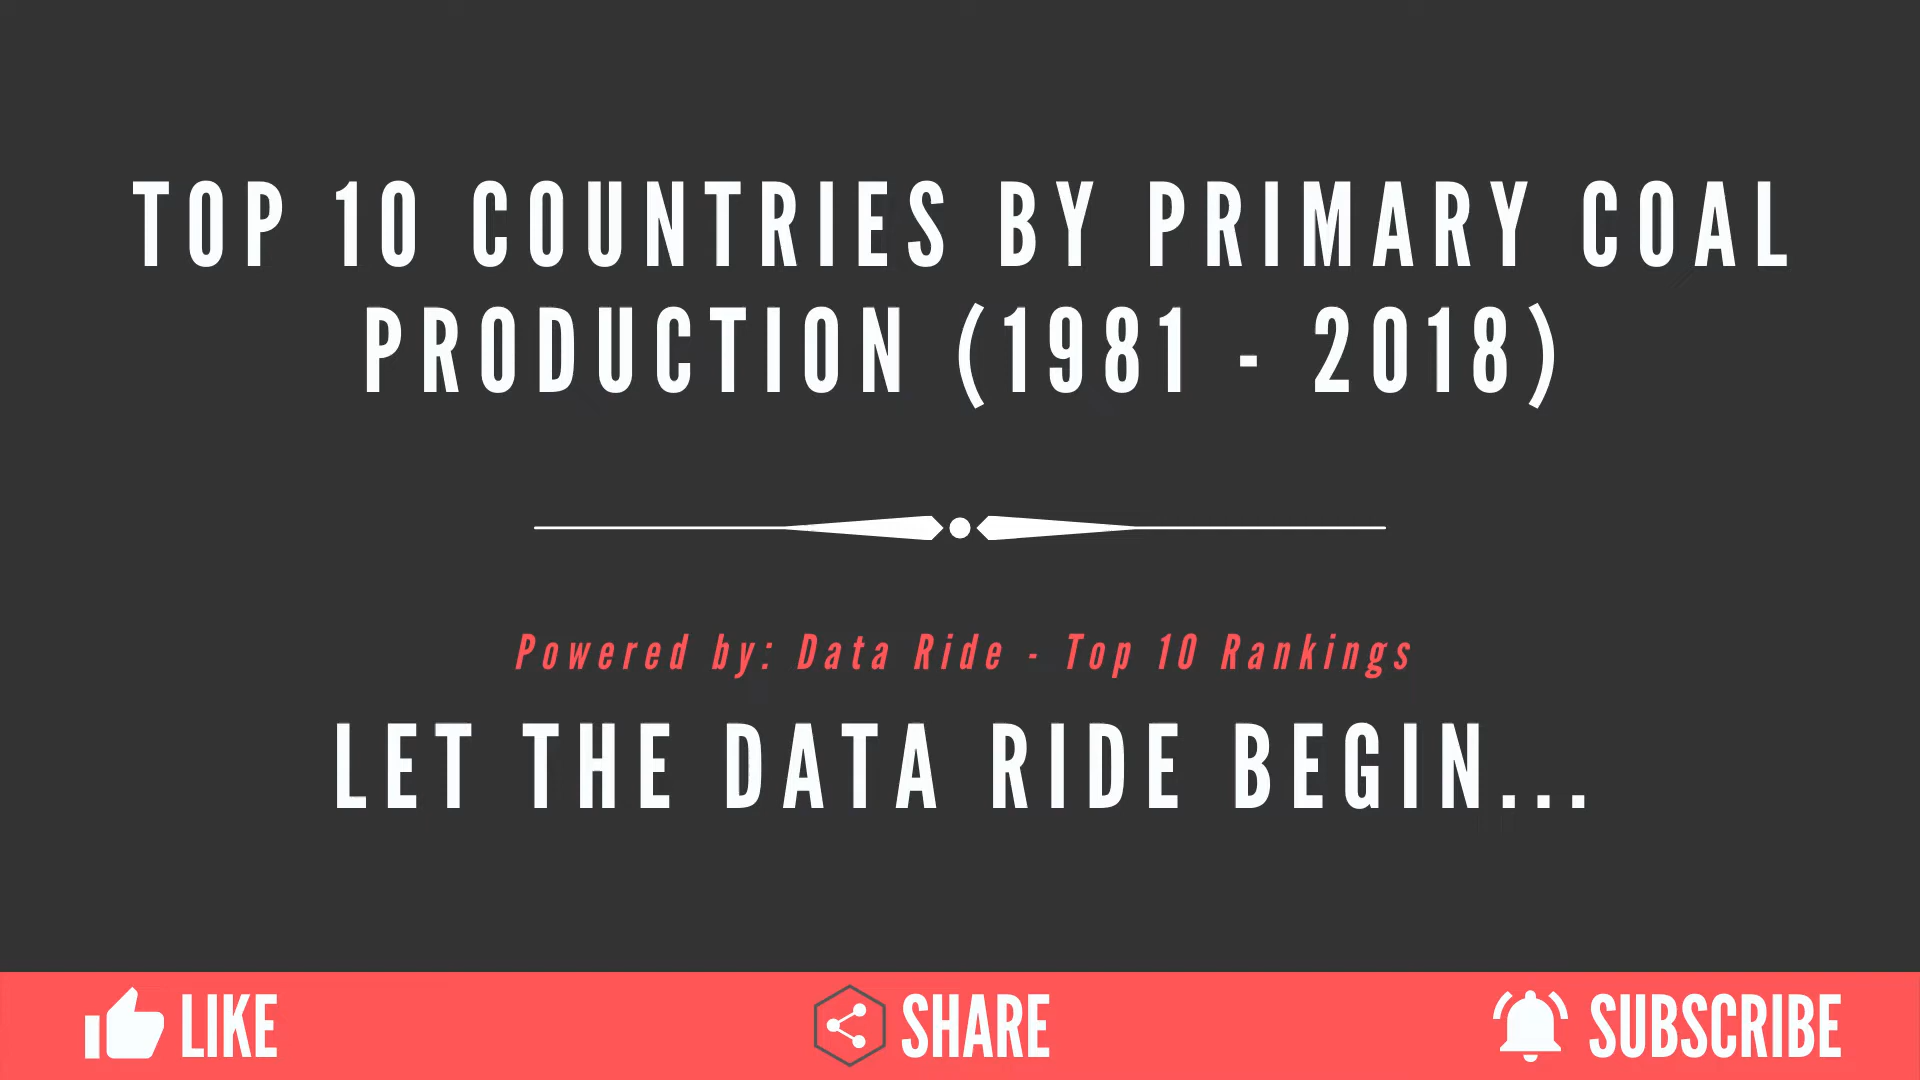 TOP 10 COUNTRIES BY PRIMARY COAL
PRODUCTION (1981 - 2018)
Powered by: Data Ride - Top 10 Rankings
LET THE DATA RIDE BEGIN...
LIKE SHARE SUBSCRIBE